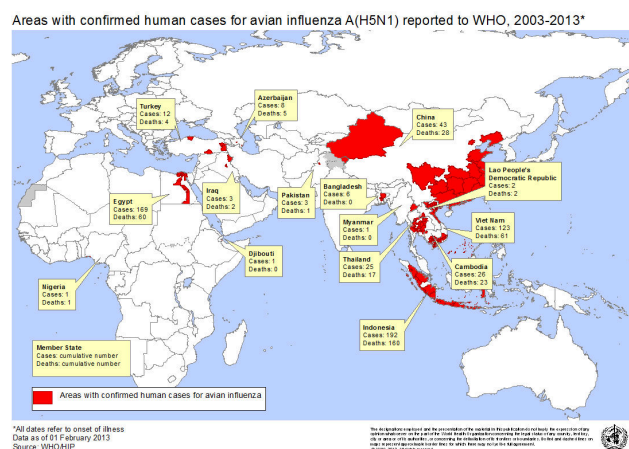 Areas with confirmed human cases for avian influenza A(H5N1) reported to WHO, 2003-2013*
Azerbaijan
Cases: 8
Deaths: 5
Turkey
Cases: 12
Deaths: 4
China
Cases: 43
Deaths: 28
Lao People's
Democratic Republic
Cases: 2
Deaths: 2
Egypt
Cases: 169
Deaths: 60
Iraq
Cases: 3
Deaths: 2
Pakistan
Cases: 3
Deaths: 1
Bangladesh
Cases: 6
Deaths: 0
Myanmar
Cases: 1
Deaths: 0
Viet Nam
Cases: 123
Deaths: 61
Djibouti
Cases: 1
Deaths: 0
Thailand
Cases: 25
Deaths: 17
Cambodia
Cases: 26
Deaths: 23
Nigeria
Cases: 1
Deaths: 1
Indonesia
Cases: 192
Deaths: 160
Member State
Cases: cumulative number
Deaths: cumulative number
Areas with confirmed human cases for avian influenza
*All dates refer to onset of illness
Data as of 01 February 2013
Source: WHO/HIP